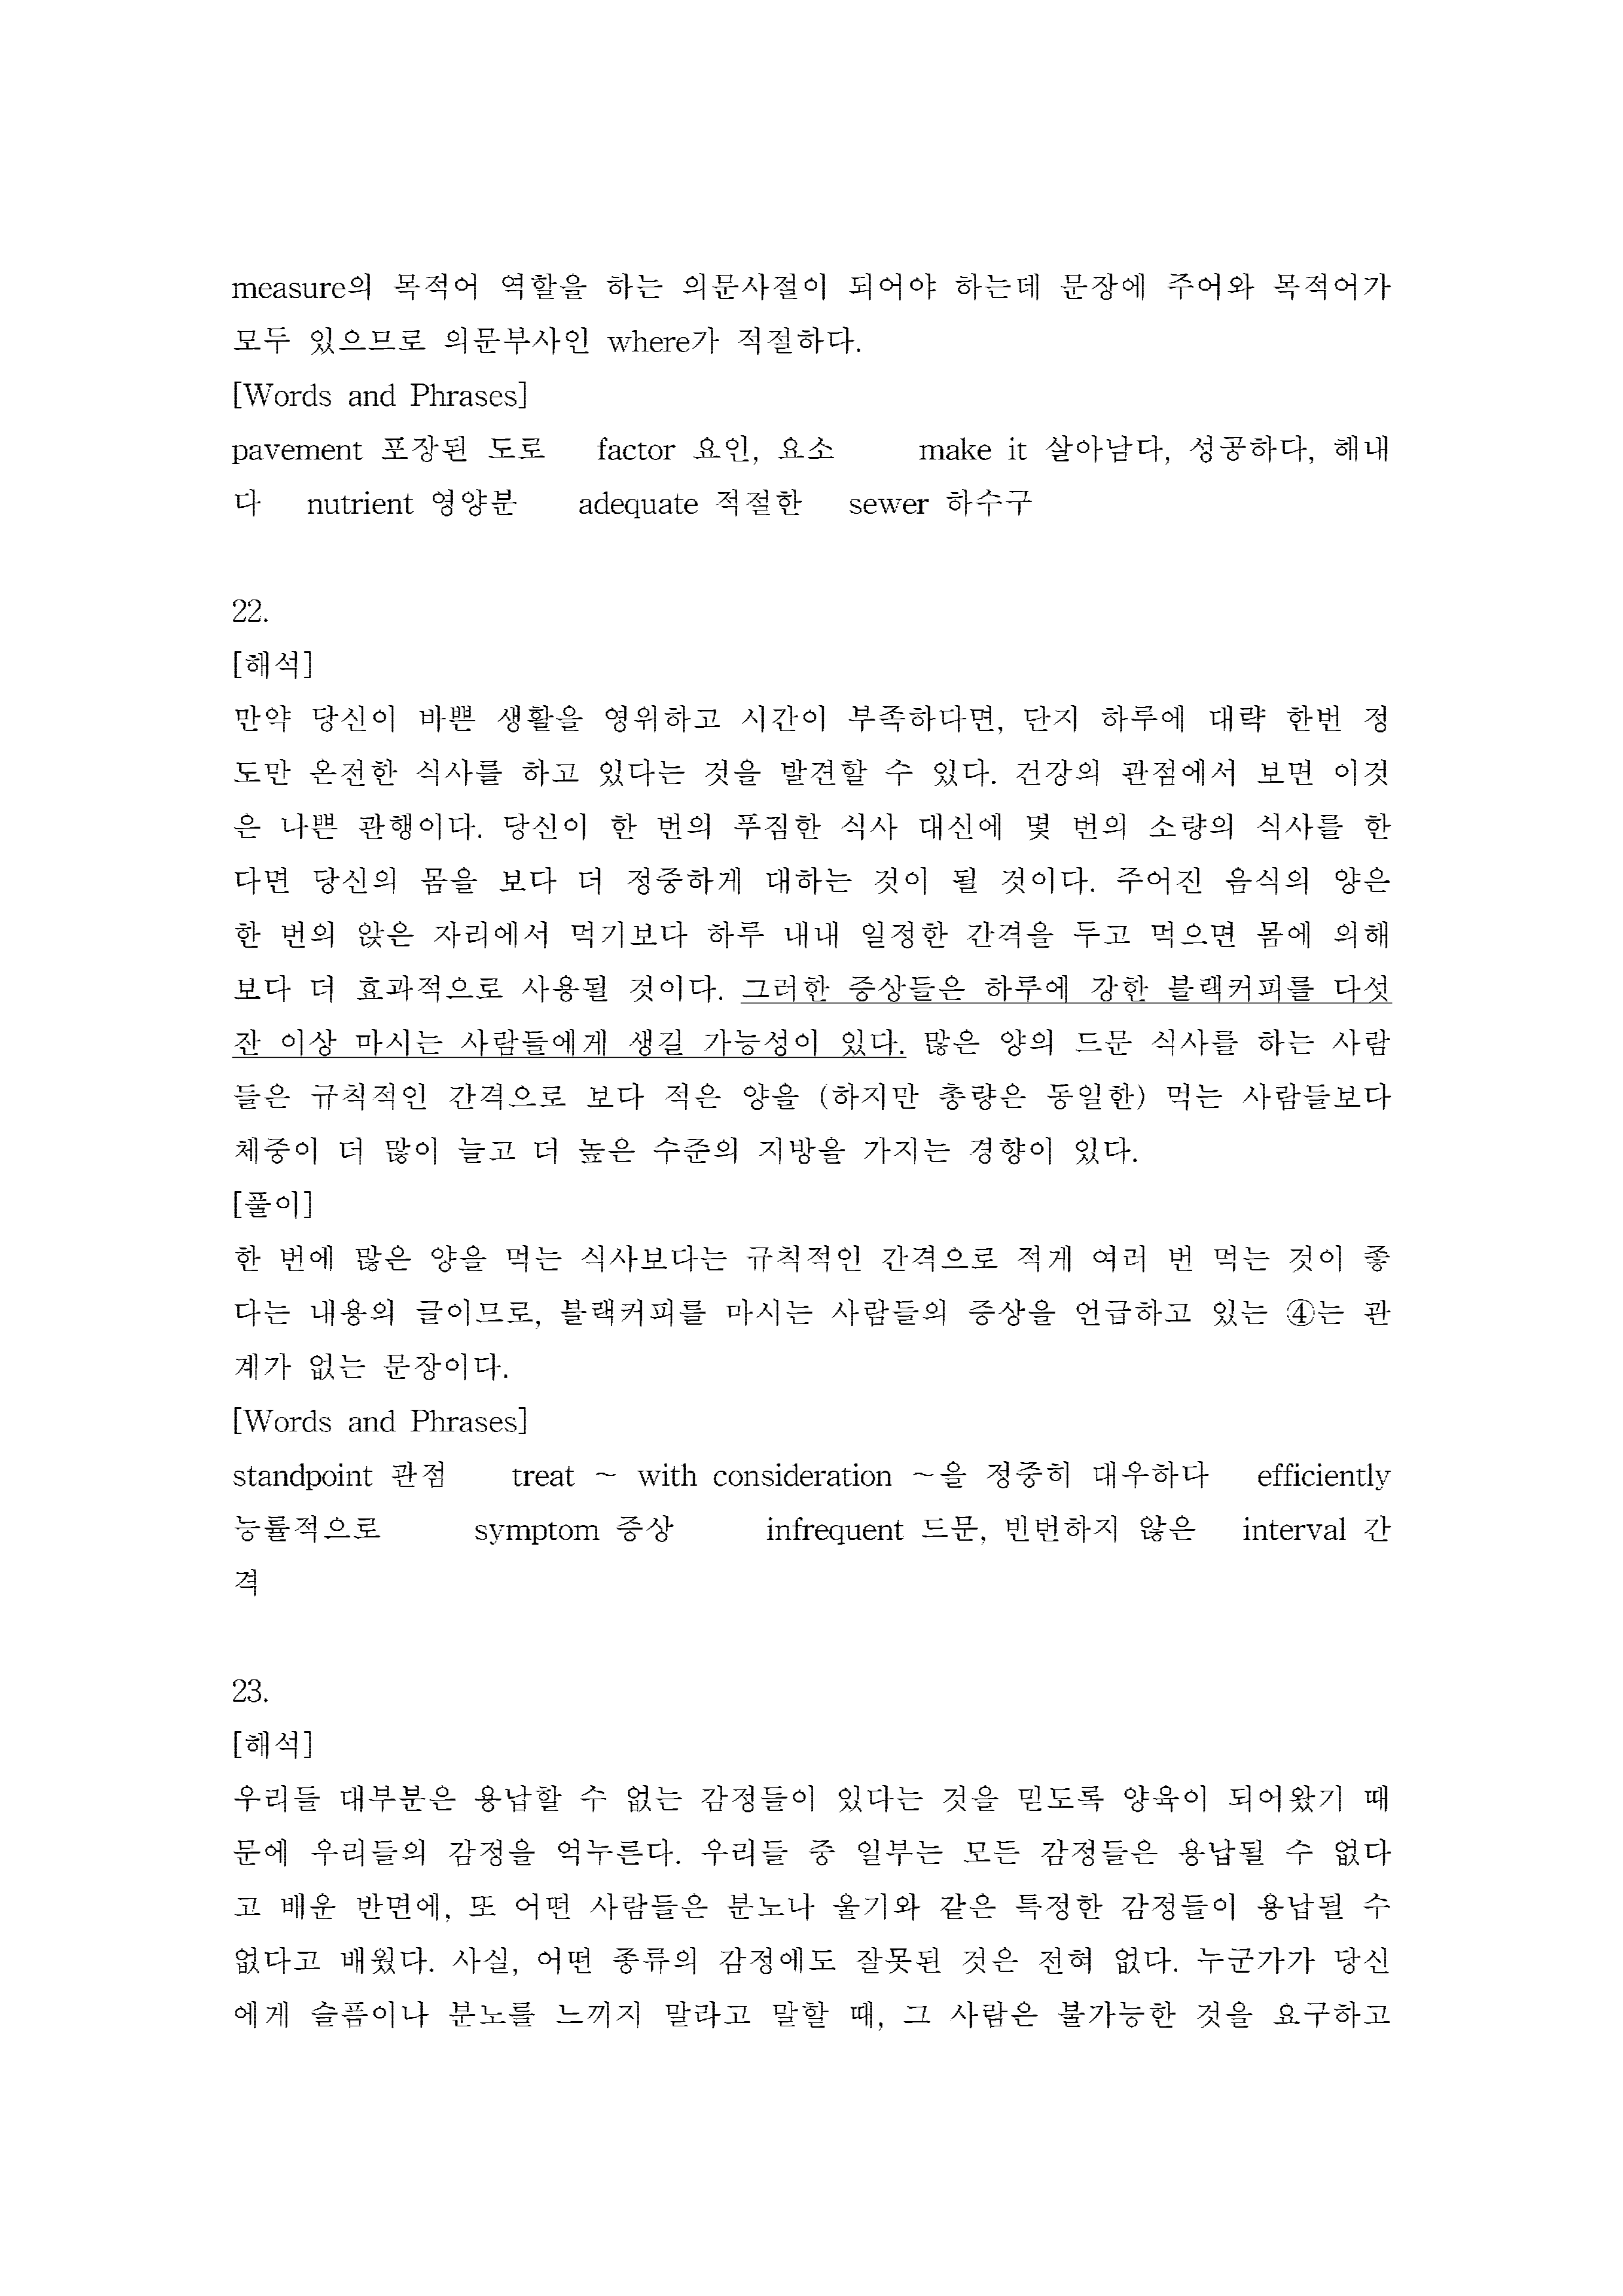 measure의 목적어 역할을 하는 의문사절이 되어야 하는데 문장에 주어와 목적어가
모두 있으므로 의문부사인 where가 적절하다.
[Words and Phrases]
pavement 포장된 도로 factor 요인, 요소 make it 살아남다, 성공하다, 해내
다 nutrient 영양분 adequate 적절한 sewer 하수구
22.
[해석]
만약 당신이 바쁜 생활을 영위하고 시간이 부족하다면, 단지 하루에 대략 한번 정
도만 온전한 식사를 하고 있다는 것을 발견할 수 있다. 건강의 관점에서 보면 이것
은 나쁜 관행이다. 당신이 한 번의 푸짐한 식사 대신에 몇 번의 소량의 식사를 한
다면 당신의 몸을 보다 더 정중하게 대하는 것이 될 것이다. 주어진 음식의 양은
한 번의 앉은 자리에서 먹기보다 하루 내내 일정한 간격을 두고 먹으면 몸에 의해
보다 더 효과적으로 사용될 것이다. 그러한 증상들은 하루에 강한 블랙커피를 다섯
잔 이상 마시는 사람들에게 생길 가능성이 있다. 많은 양의 드문 식사를 하는 사람
들은 규칙적인 간격으로 보다 적은 양을 (하지만 총량은 동일한) 먹는 사람들보다
체중이 더 많이 늘고 더 높은 수준의 지방을 가지는 경향이 있다.
[풀이]
한 번에 많은 양을 먹는 식사보다는 규칙적인 간격으로 적게 여러 번 먹는 것이 좋
다는 내용의 글이므로, 블랙커피를 마시는 사람들의 증상을 언급하고 있는 ④는 관
계가 없는 문장이다.
[Words and Phrases]
standpoint 관점 treat ~ with consideration ~을 정중히 대우하다 efficiently
능률적으로 symptom 증상 infrequent 드문, 빈번하지 않은 interval 간
격
23.
[해석]
우리들 대부분은 용납할 수 없는 감정들이 있다는 것을 믿도록 양육이 되어왔기 때
문에 우리들의 감정을 억누른다. 우리들 중 일부는 모든 감정들은 용납될 수 없다
고 배운 반면에, 또 어떤 사람들은 분노나 울기와 같은 특정한 감정들이 용납될 수
없다고 배웠다. 사실, 어떤 종류의 감정에도 잘못된 것은 전혀 없다. 누군가가 당신
에게 슬픔이나 분노를 느끼지 말라고 말할 때, 그 사람은 불가능한 것을 요구하고